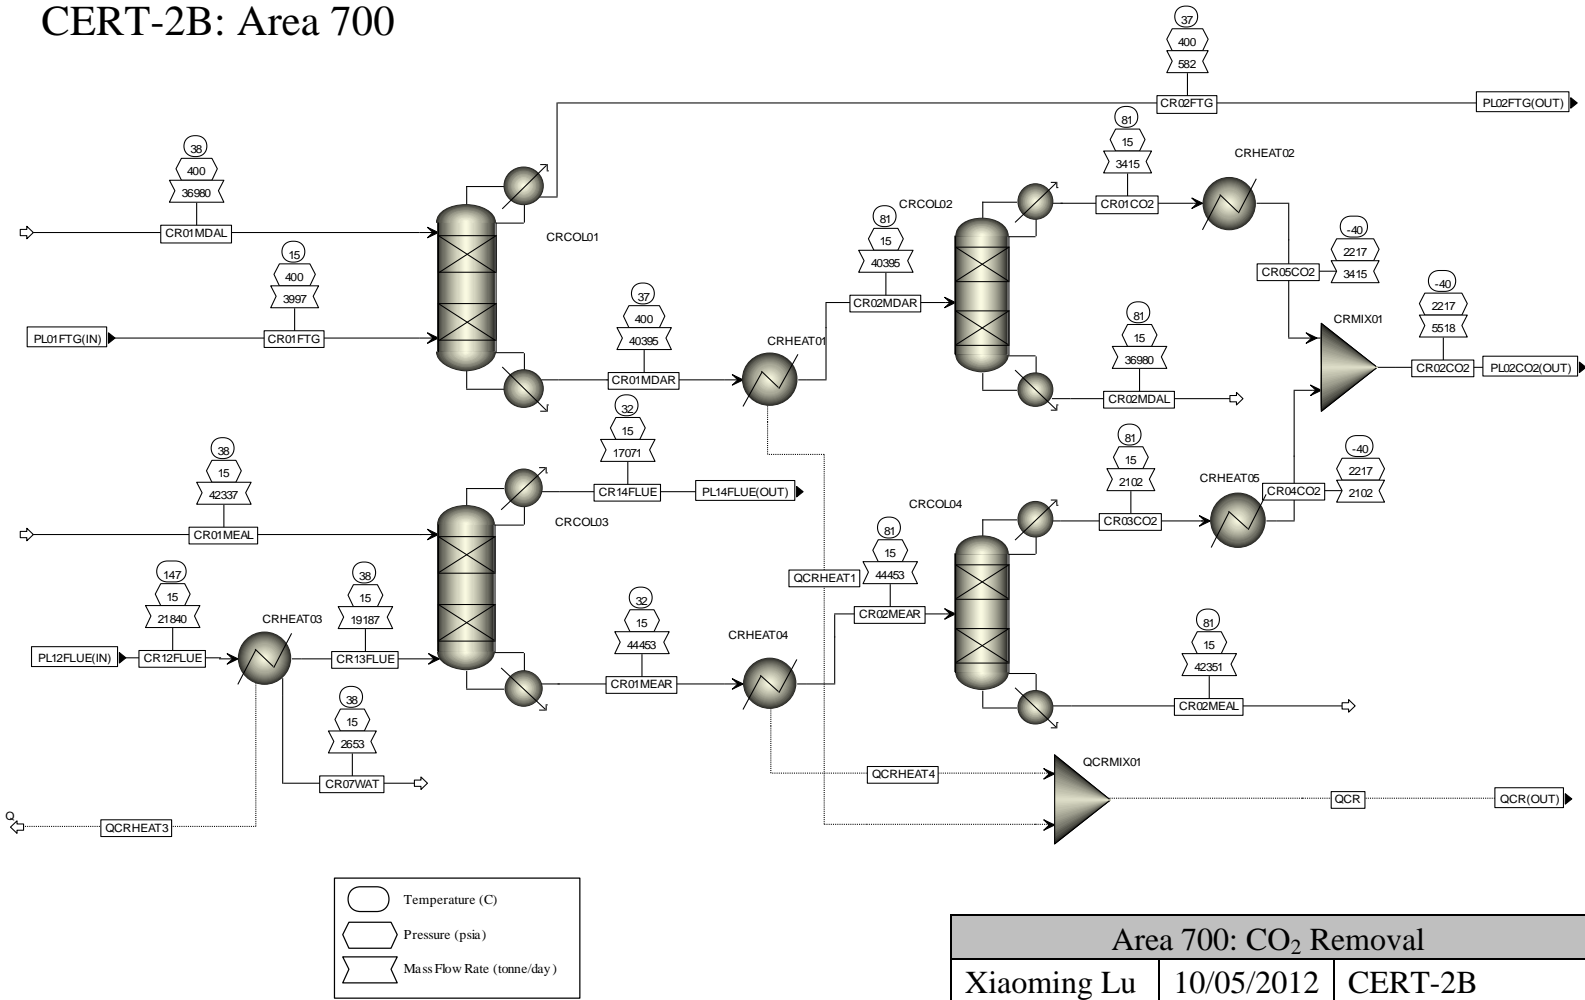 CERT-2B: Area 700
37
400
582
CR02FTG
PL02FTG(OUT)
38
400
36980
CR01MDAL
15
400
3997
PL01FTG(IN)
CR01FTG
CRCOL01
37
400
40395
CR01MDAR
CRHEAT01
81
15
40395
CR02MDAR
CRCOL02
81
15
3415
CR01CO2
CRHEAT02
-40
2217
3415
CR05CO2
81
15
36980
CR02MDAL
CRMIX01
-40
2217
5518
CR02CO2
PL02CO2(OUT)
38
15
42337
CR01MEAL
32
15
17071
CR14FLUE
PL14FLUE(OUT)
CRCOL03
147
15
21840
PL12FLUE(IN)
CR12FLUE
CRHEAT03
38
15
19187
CR13FLUE
38
15
2653
CR07WAT
Q
QCRHEAT3
32
15
44453
CR01MEAR
CRHEAT04
QCRHEAT1
81
15
44453
CR02MEAR
CRCOL04
81
15
2102
CR03CO2
CRHEAT05
CR04CO2
-40
2217
2102
81
15
42351
CR02MEAL
QCRHEAT4
QCRMIX01
QCR
QCR(OUT)
Temperature (C)
Pressure (psia)
Mass Flow Rate (tonne/day)
Area 700: CO₂ Removal
Xiaoming Lu 10/05/2012 CERT-2B